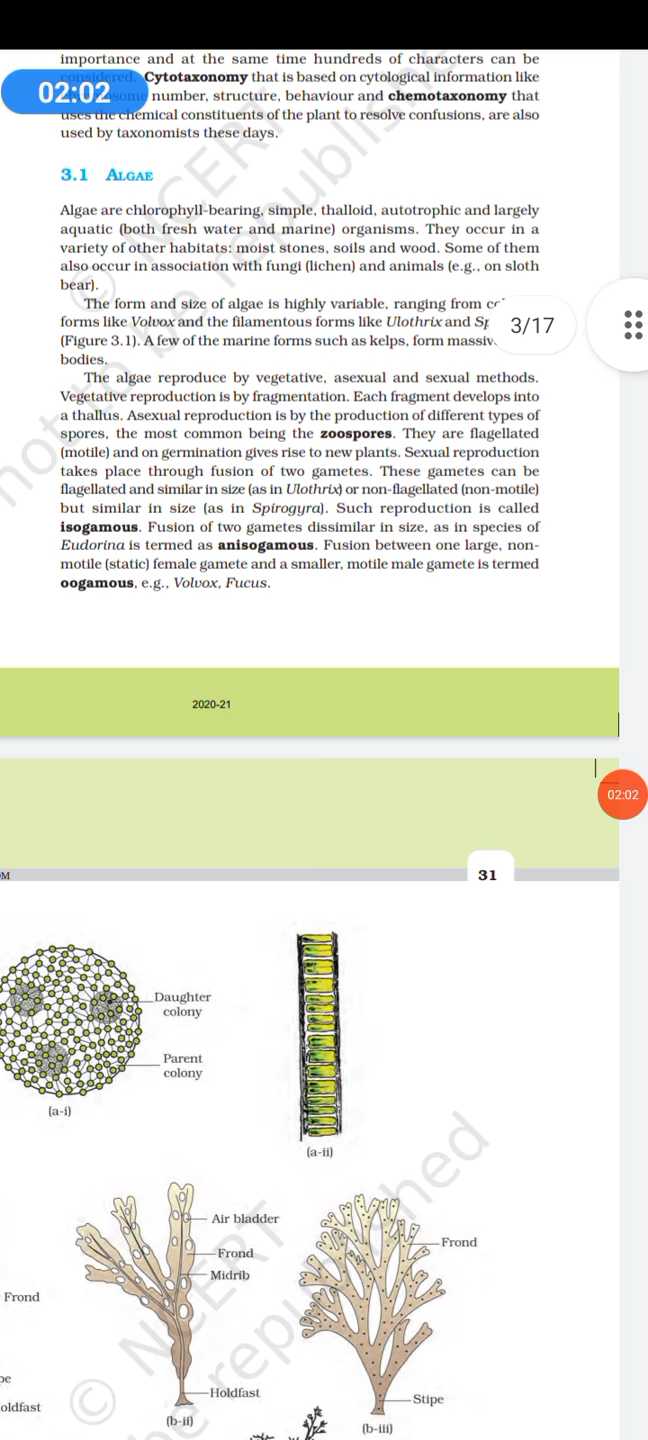 importance and at the same time hundreds of characters can be
considered. Cytotaxonomy that is based on cytological information like
02:02
number, structure, behaviour and chemotaxonomy that
uses the chemical constituents of the plant to resolve confusions, are also
used by taxonomists these days.
3.1 ALGAE
Algae are chlorophyll-bearing, simple, thalloid, autotrophic and largely
aquatic (both fresh water and marine) organisms. They occur in a
variety of other habitats: moist stones, soils and wood. Some of them
also occur in association with fungi (lichen) and animals (e.g., on sloth
bear).
The form and size of algae is highly variable, ranging from
forms like Volvox and the filamentous forms like Ulothrix and
3/17
(Figure 3.1). A few of the marine forms such as kelps, form
bodies.
The algae reproduce by vegetative, asexual and sexual methods.
Vegetative reproduction is by fragmentation. Each fragment develops into
a thallus. Asexual reproduction is by the production of different types of
spores, the most common being the zoospores. They are flagellated
(motile) and on germination gives rise to new plants. Sexual reproduction
takes place through fusion of two gametes. These gametes can be
flagellated and similar in size (as in Ulothrix) or non-flagellated (non-motile)
but similar in size (as in Spirogyra). Such reproduction is called
isogamous. Fusion of two gametes dissimilar in size, as in species of
Eudorina is termed as anisogamous. Fusion between one large, non-
motile (static) female gamete and a smaller, motile male gamete is termed
oogamous, e.g., Volvox, Fucus.
2020-21
02:02
OM
31
Daughter
colony
Parent
colony
(a-i)
(a-ii)
Air bladder
Frond
Midrib
Frond
Frond
pe
oldfast
Holdfast
Stipe
(b-ii)
(b-iii)
© NCERT
not to be republished
© NCERT
be republished